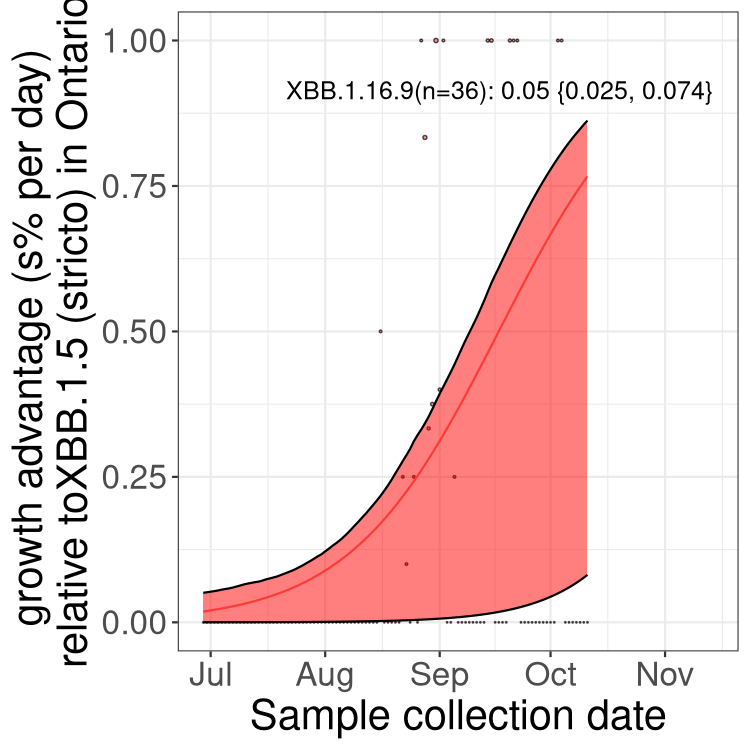 growth advantage (s% per day)
relative toXBB.1.5 (stricto) in Ontario
1.00
0.75
0.50
0.25
0.00
XBB.1.16.9(n=36): 0.05 {0.025, 0.074}
Jul Aug Sep Oct Nov
Sample collection date